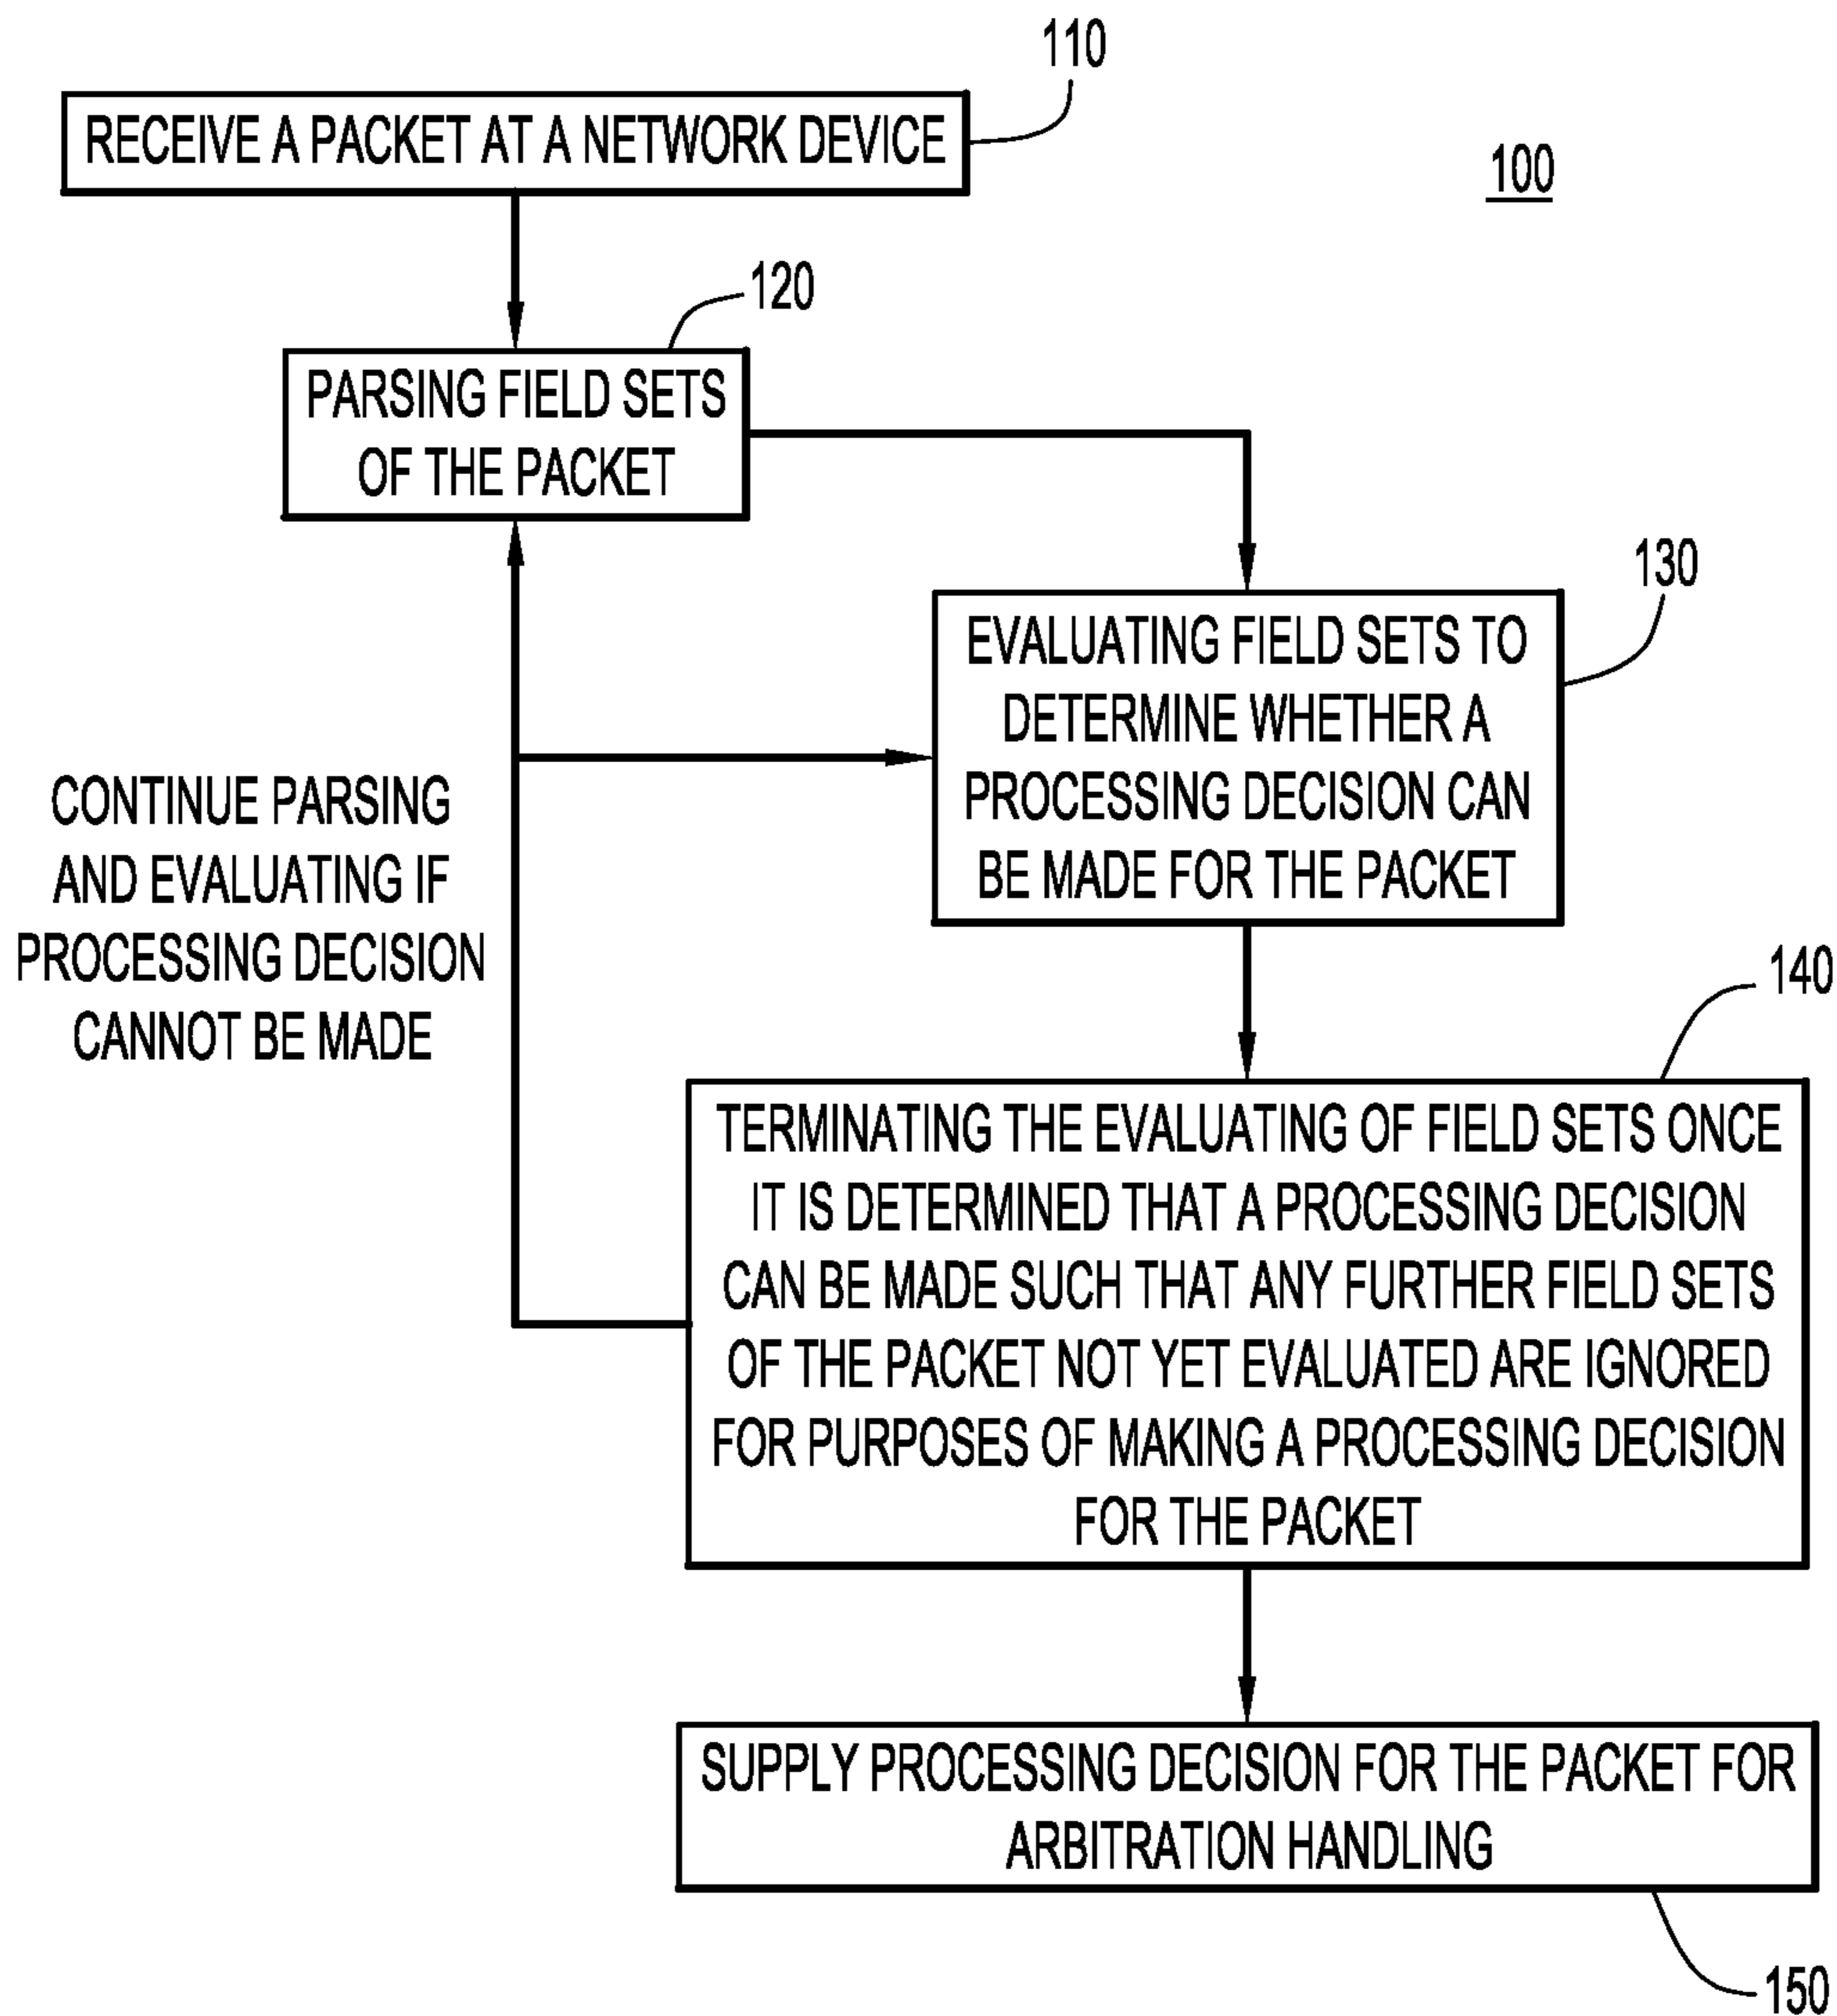 110
RECEIVE A PACKET AT A NETWORK DEVICE
100
120
PARSING FIELD SETS
OF THE PACKET
130
EVALUATING FIELD SETS TO
DETERMINE WHETHER A
PROCESSING DECISION CAN
BE MADE FOR THE PACKET
CONTINUE PARSING
AND EVALUATING IF
PROCESSING DECISION
CANNOT BE MADE
140
TERMINATING THE EVALUATING OF FIELD SETS ONCE
IT IS DETERMINED THAT A PROCESSING DECISION
CAN BE MADE SUCH THAT ANY FURTHER FIELD SETS
OF THE PACKET NOT YET EVALUATED ARE IGNORED
FOR PURPOSES OF MAKING A PROCESSING DECISION
FOR THE PACKET
SUPPLY PROCESSING DECISION FOR THE PACKET FOR
ARBITRATION HANDLING
150